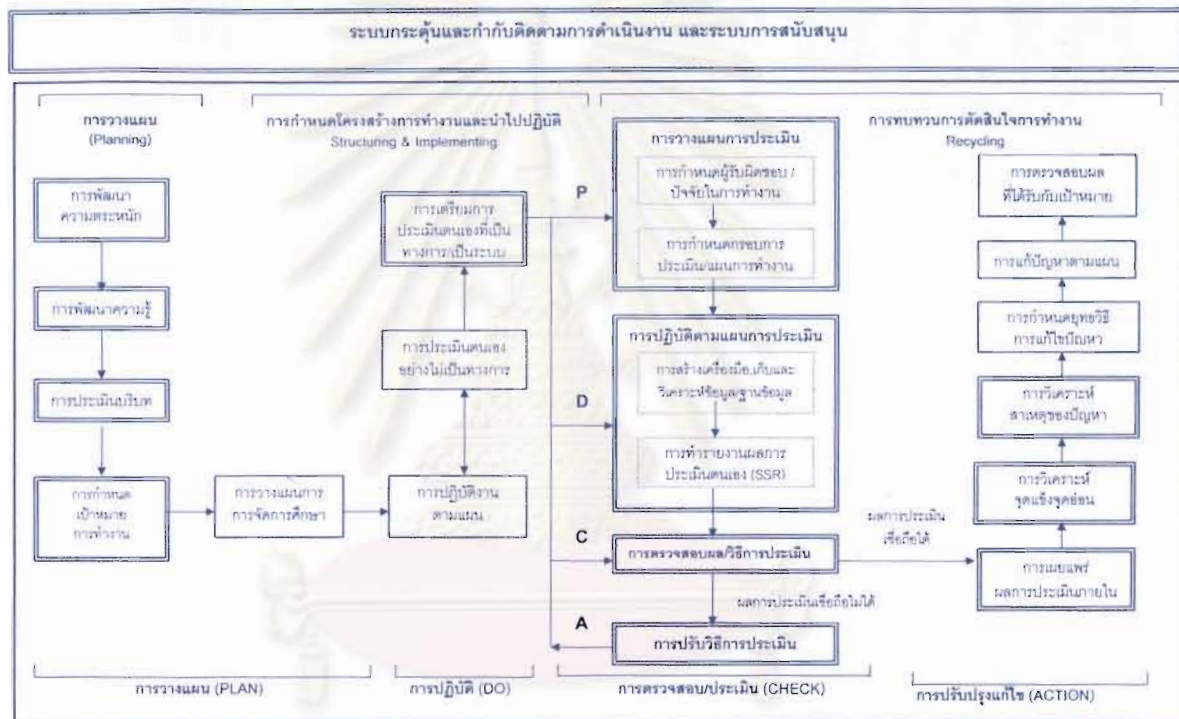 ระบบกระตุ้นและกำกับติดตามการดำเนินงาน และระบบการสนับสนุน
การวางแผน
(Planning)
การกำหนดโครงสร้างการทำงานและนำไปปฏิบัติ
Structuring & Implementing
การทบทวนการตัดสินใจการทำงาน
Recycling
การพัฒนา
ความตระหนัก
การพัฒนาความรู้
การประเมินบริบท
การกำหนด
เป้าหมาย
การทำงาน
การวางแผนการ
การจัดการศึกษา
การเตรียมการ
ประเมินตนเองที่เป็น
ทางการ/เป็นระบบ
การประเมินตนเอง
อย่างไม่เป็นทางการ
การปฏิบัติงาน
ตามแผน
P
D
C
A
การวางแผนการประเมิน
การกำหนดผู้รับผิดชอบ /
ปัจจัยในการทำงาน
การกำหนดกรอบการ
ประเมิน/แผนการทำงาน
การปฏิบัติตามแผนการประเมิน
การสร้างเครื่องมือ,เก็บและ
วิเคราะห์ข้อมูล/ฐานข้อมูล
การทำรายงานผลการ
ประเมินตนเอง (SSR)
การตรวจสอบผล/วิธีการประเมิน
ผลการประเมินเชื่อถือไม่ได้
การปรับวิธีการประเมิน
ผลการประเมิน
เชื่อถือได้
การตรวจสอบผล
ที่ได้รับกับเป้าหมาย
การแก้ปัญหาตามแผน
การกำหนดยุทธวิธี
การแก้ไขปัญหา
การวิเคราะห์
สาเหตุของปัญหา
การวิเคราะห์
จุดแข็งจุดอ่อน
การเผยแพร่
ผลการประเมินภายใน
การวางแผน (PLAN)
การปฏิบัติ (DO)
การตรวจสอบ/ประเมิน (CHECK)
การปรับปรุงแก้ไข (ACTION)